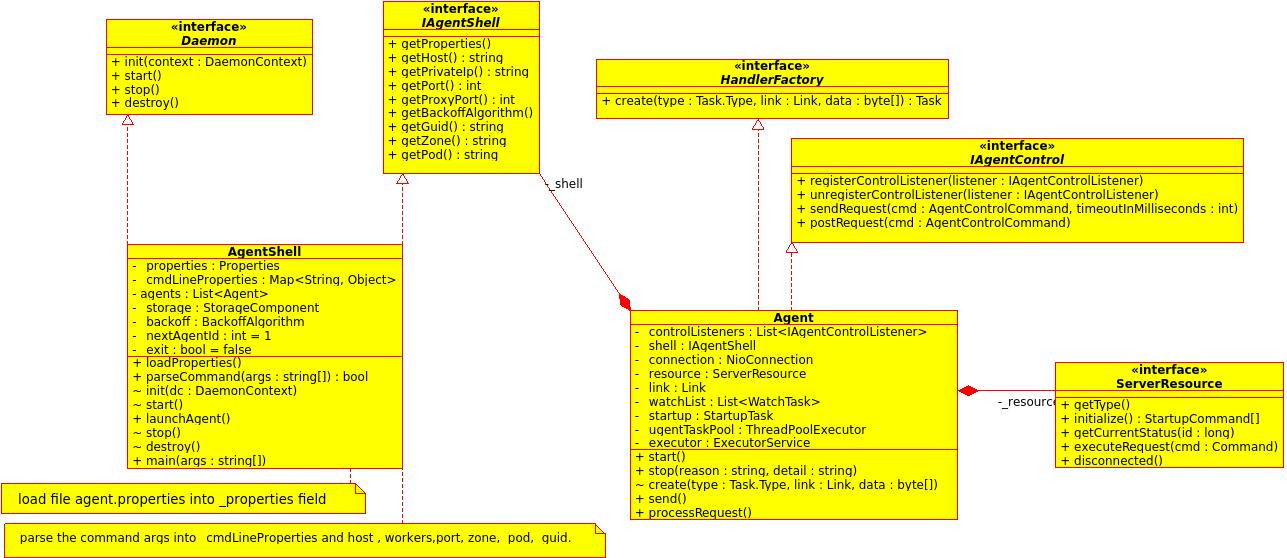 «interface»
Daemon
+ init(context : DaemonContext)
+ start()
+ stop()
+ destroy()
«interface»
IAgentShell
+ getProperties()
+ getHost() : string
+ getPrivateIp() : string
+ getPort() : int
+ getProxyPort() : int
+ getBackoffAlgorithm()
+ getGuid() : string
+ getZone() : string
+ getPod() : string
«interface»
HandlerFactory
+ create(type : Task.Type, link : Link, data : byte[]) : Task
«interface»
IAgentControl
+ registerControlListener(listener : IAgentControlListener)
+ unregisterControlListener(listener : IAgentControlListener)
+ sendRequest(cmd : AgentControlCommand, timeoutInMilliseconds : int)
+ postRequest(cmd : AgentControlCommand)
-_shell
AgentShell
- properties : Properties
- cmdLineProperties : Map<String, Object>
- agents : List<Agent>
- storage : StorageComponent
- backoff : BackoffAlgorithm
- nextAgentId : int = 1
- exit : bool = false
+ loadProperties()
+ parseCommand(args : string[]) : bool
~ init(dc : DaemonContext)
~ start()
+ launchAgent()
~ stop()
~ destroy()
+ main(args : string[])
Agent
- controlListeners : List<IAgentControlListener>
- shell : IAgentShell
- connection : NioConnection
- resource : ServerResource
- link : Link
- watchList : List<WatchTask>
- startup : StartupTask
- ugentTaskPool : ThreadPoolExecutor
- executor : ExecutorService
+ start()
+ stop(reason : string, detail : string)
~ create(type : Task.Type, link : Link, data : byte[])
+ send()
+ processRequest()
-_resource
«interface»
ServerResource
+ getType()
+ initialize() : StartupCommand[]
+ getCurrentStatus(id : long)
+ executeRequest(cmd : Command)
+ disconnected()
load file agent.properties into _properties field
parse the command args into cmdLineProperties and host , workers,port, zone, pod, guid.